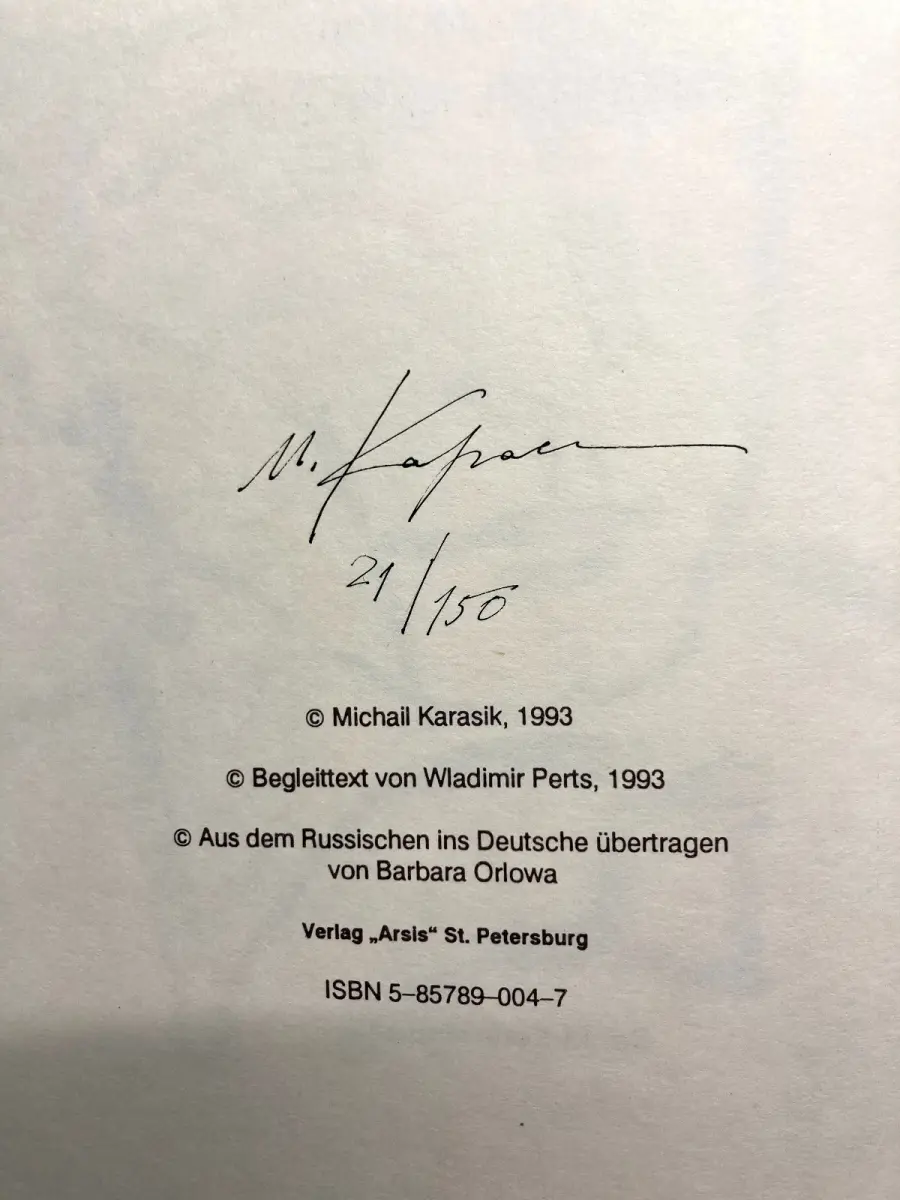 М. Карас
21/150
© Michail Karasik, 1993
© Begleittext von Wladimir Perts, 1993
© Aus dem Russischen ins Deutsche übertragen
von Barbara Orlowa
Verlag „Arsis“ St. Petersburg
ISBN 5–85789–004–7